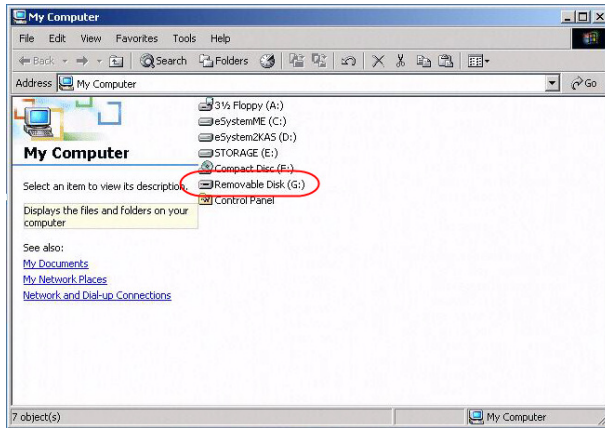 My Computer
File Edit View Favorites Tools Help
Back Search Folders
Address My Computer Go
3½ Floppy (A:)
eSystemME (C:)
eSystem2KAS (D:)
STORAGE (E:)
Compact Disc (F:)
Removable Disk (G:)
Control Panel
My Computer
Select an item to view its description.
Displays the files and folders on your
computer
See also:
My Documents
My Network Places
Network and Dial-up Connections
7 object(s) My Computer